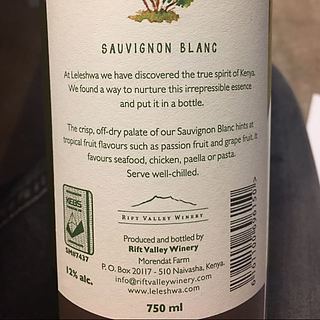 SAUVIGNON BLANC
At Leleshwa we have discovered the true spirit of Kenya.
We found a way to nurture this irrepressible essence
and put it in a bottle.
The crisp, off-dry palate of our Sauvignon Blanc hints at
tropical fruit flavours such as passion fruit and grape fruit. It
favours seafood, chicken, paella or pasta.
Serve well-chilled.
KEBS
SM#7437
12% alc.
RIFT VALLEY WINERY
Produced and bottled by
Rift Valley Winery
Morendat Farm
P. O. Box 20117 - 510 Naivasha, Kenya.
info@riftvalleywinery.com
www.leleshwa.com
750 ml